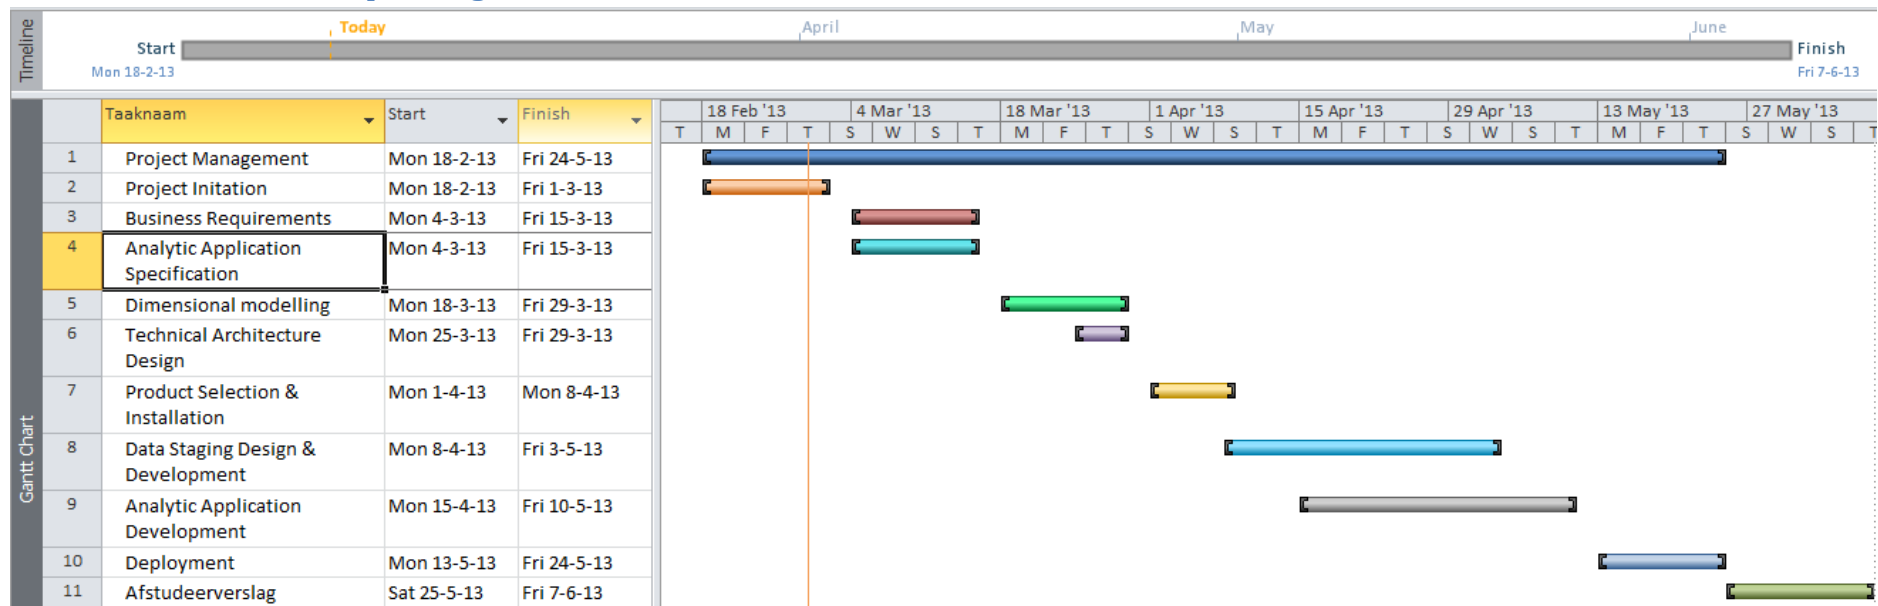 Timeline
Today
April
May
June
Start
Mon 18-2-13
Finish
Fri 7-6-13
Gantt Chart
Taaknaam Start Finish
18 Feb '13 4 Mar '13 18 Mar '13 1 Apr '13 15 Apr '13 29 Apr '13 13 May '13 27 May '13
T M F T S W S T M F T S W S T M F T S W S T M F T S W S T
1 Project Management Mon 18-2-13 Fri 24-5-13
2 Project Initation Mon 18-2-13 Fri 1-3-13
3 Business Requirements Mon 4-3-13 Fri 15-3-13
4 Analytic Application Mon 4-3-13 Fri 15-3-13
Specification
5 Dimensional modelling Mon 18-3-13 Fri 29-3-13
6 Technical Architecture Mon 25-3-13 Fri 29-3-13
Design
7 Product Selection & Mon 1-4-13 Mon 8-4-13
Installation
8 Data Staging Design & Mon 8-4-13 Fri 3-5-13
Development
9 Analytic Application Mon 15-4-13 Fri 10-5-13
Development
10 Deployment Mon 13-5-13 Fri 24-5-13
11 Afstudeerverslag Sat 25-5-13 Fri 7-6-13